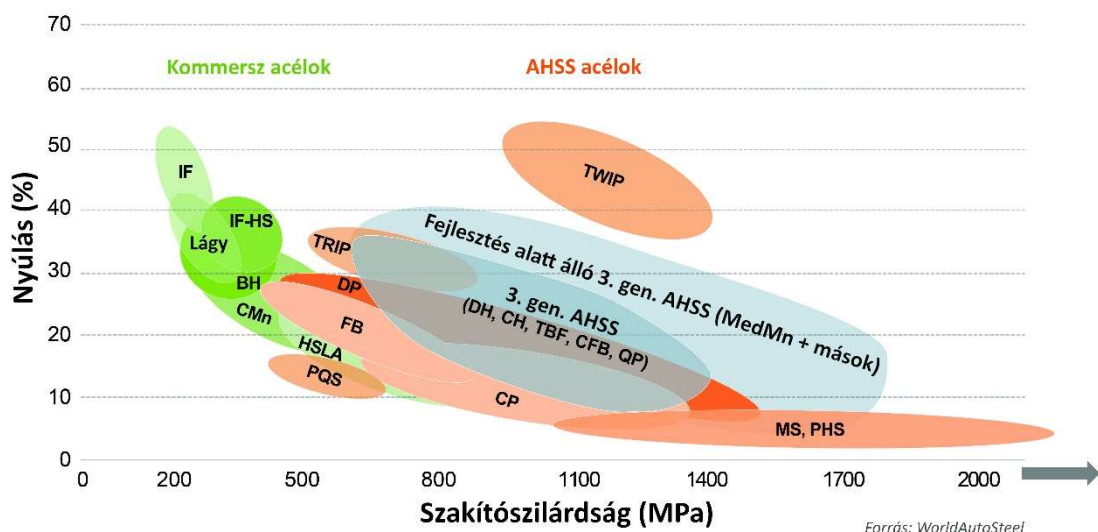 70
60
50
40
30
20
10
0
Nyúlás (%)
Kommersz acélok
AHSS acélok
IF
IF-HS
Lágy
BH
CMn
TRIP
DP
FB
HSLA
PQS
CP
TWIP
Fejlesztés alatt álló 3. gen. AHSS (MedMn + mások)
3. gen. AHSS
(DH, CH, TBF, CFB, QP)
MS, PHS
0 200 500 800 1100 1400 1700 2000
Szakítószilárdság (MPa)
Forrás: WorldAutoSteel